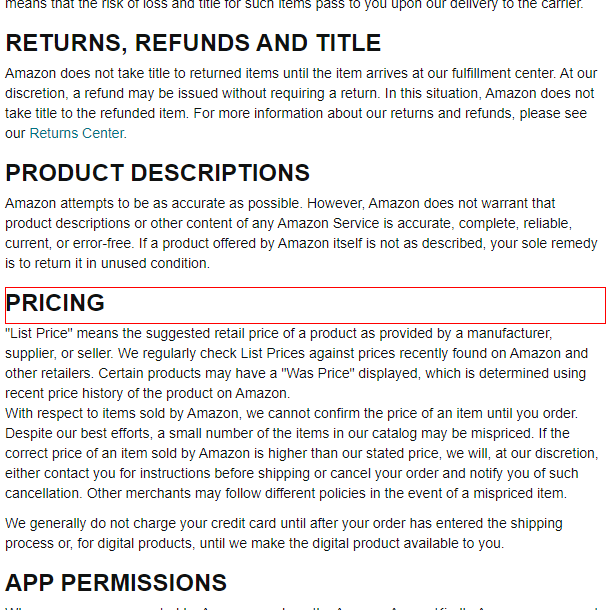 means that the risk of loss and title for such items pass to you upon our delivery to the carrier.
RETURNS, REFUNDS AND TITLE
Amazon does not take title to returned items until the item arrives at our fulfillment center. At our
discretion, a refund may be issued without requiring a return. In this situation, Amazon does not
take title to the refunded item. For more information about our returns and refunds, please see
our Returns Center.
PRODUCT DESCRIPTIONS
Amazon attempts to be as accurate as possible. However, Amazon does not warrant that
product descriptions or other content of any Amazon Service is accurate, complete, reliable,
current, or error-free. If a product offered by Amazon itself is not as described, your sole remedy
is to return it in unused condition.
PRICING
"List Price" means the suggested retail price of a product as provided by a manufacturer,
supplier, or seller. We regularly check List Prices against prices recently found on Amazon and
other retailers. Certain products may have a "Was Price" displayed, which is determined using
recent price history of the product on Amazon.
With respect to items sold by Amazon, we cannot confirm the price of an item until you order.
Despite our best efforts, a small number of the items in our catalog may be mispriced. If the
correct price of an item sold by Amazon is higher than our stated price, we will, at our discretion,
either contact you for instructions before shipping or cancel your order and notify you of such
cancellation. Other merchants may follow different policies in the event of a mispriced item.
We generally do not charge your credit card until after your order has entered the shipping
process or, for digital products, until we make the digital product available to you.
APP PERMISSIONS